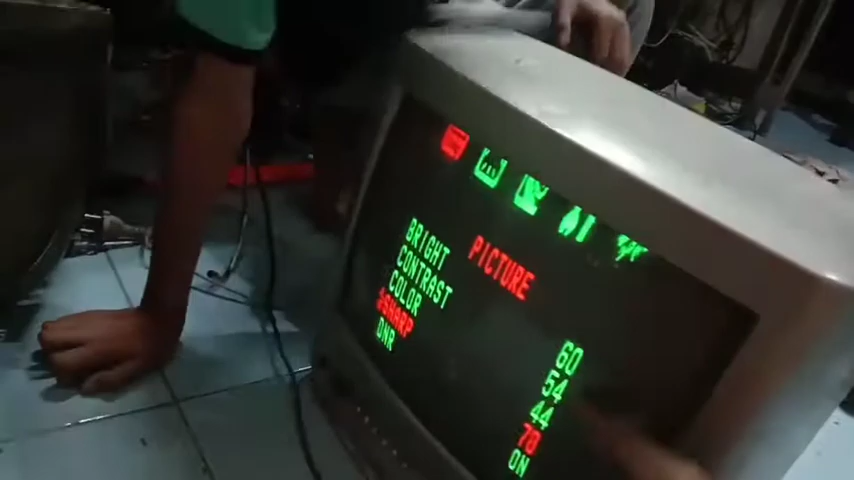 PICTURE
BRIGHT 60
CONTRAST 54
COLOR 44
SHARP 78
DNR ON